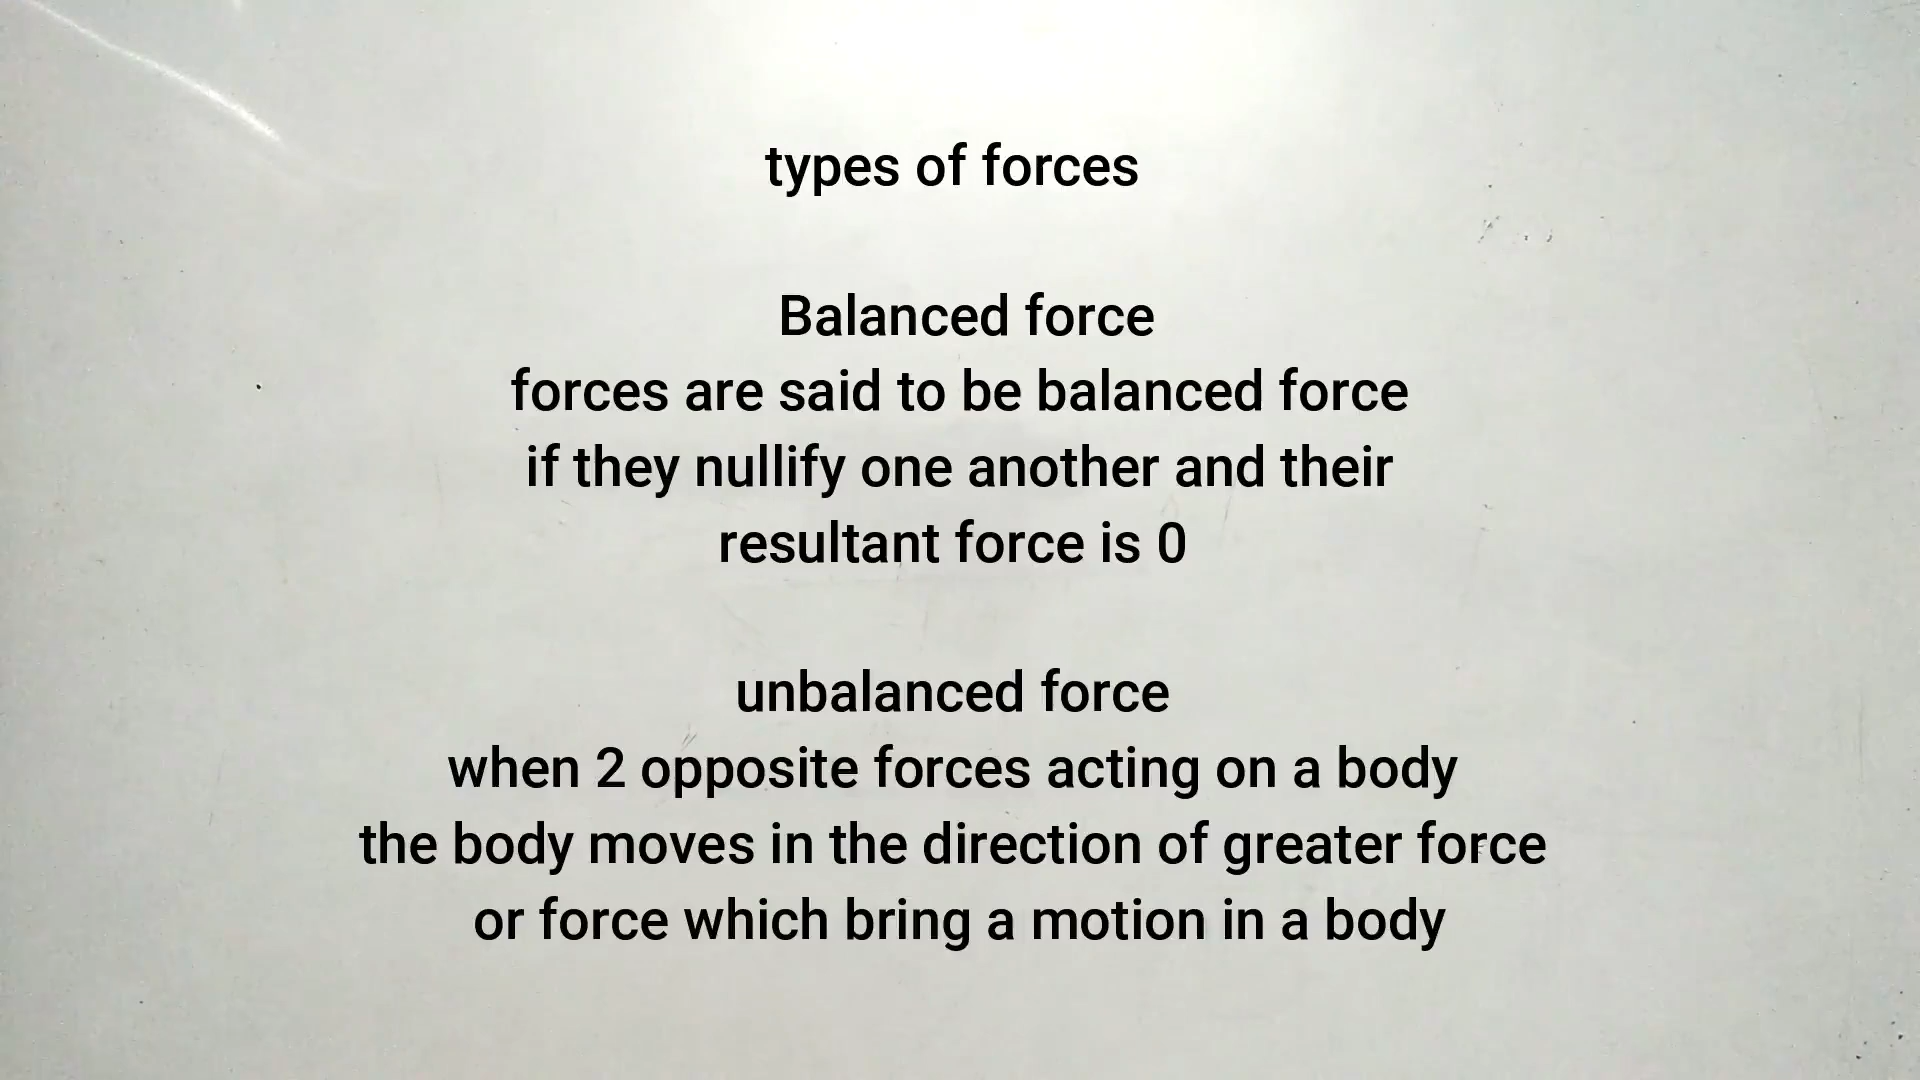 types of forces
Balanced force
forces are said to be balanced force
if they nullify one another and their
resultant force is 0
unbalanced force
when 2 opposite forces acting on a body
the body moves in the direction of greater force
or force which bring a motion in a body